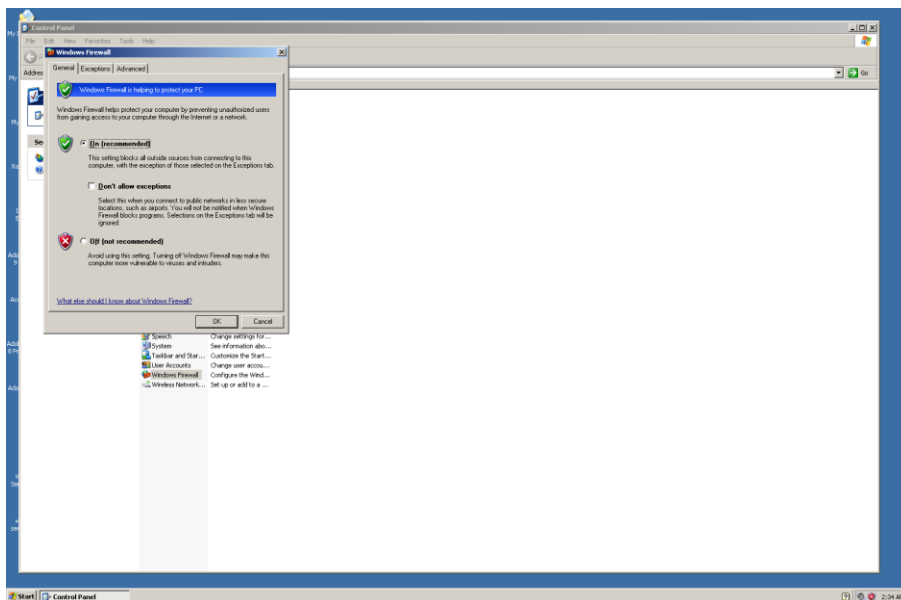 Control Panel
File Edit View Favorites Tools Help
Windows Firewall
Go
General Exceptions Advanced
Windows Firewall is helping to protect your PC
Windows Firewall helps protect your computer by preventing unauthorized users
from gaining access to your computer through the Internet or a network.
On (recommended)
This setting blocks all outside sources from connecting to this
computer, with the exception of those selected on the Exceptions tab.
Don't allow exceptions
Select this when you connect to public networks in less secure
locations, such as airports. You will not be notified when Windows
Firewall blocks programs. Selections on the Exceptions tab will be
ignored.
Off (not recommended)
Avoid using this setting. Turning off Windows Firewall may make this
computer more vulnerable to viruses and intruders.
What else should I know about Windows Firewall?
OK Cancel
Speech Change settings for...
System See information abo...
Taskbar and Star... Customize the Start...
User Accounts Change user accou...
Windows Firewall Configure the Wind...
Wireless Network... Set up or add to a ...
Start Control Panel 2:34 AM